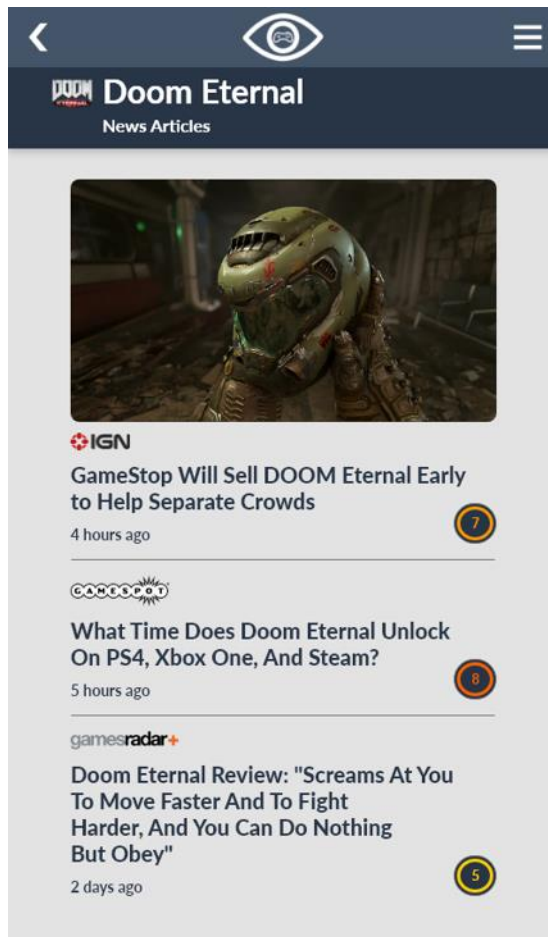 DOOM
ETERNAL
Doom Eternal
News Articles
IGN
GameStop Will Sell DOOM Eternal Early
to Help Separate Crowds
4 hours ago
7
GAMESPOT
What Time Does Doom Eternal Unlock
On PS4, Xbox One, And Steam?
5 hours ago
8
gamesradar+
Doom Eternal Review: "Screams At You
To Move Faster And To Fight
Harder, And You Can Do Nothing
But Obey"
2 days ago
5